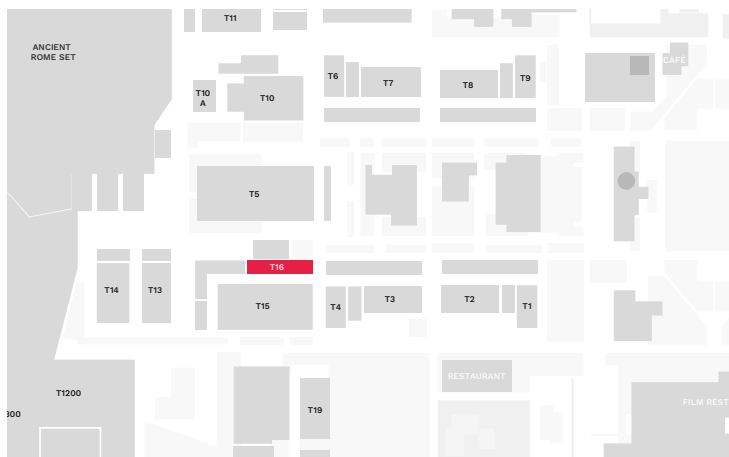 T11
ANCIENT
ROME SET
CAFÉ
T6
T7
T8
T9
T10
A
T10
T5
T16
T14
T13
T15
T4
T3
T2
T1
RESTAURANT
T1200
300
T19
FILM REST